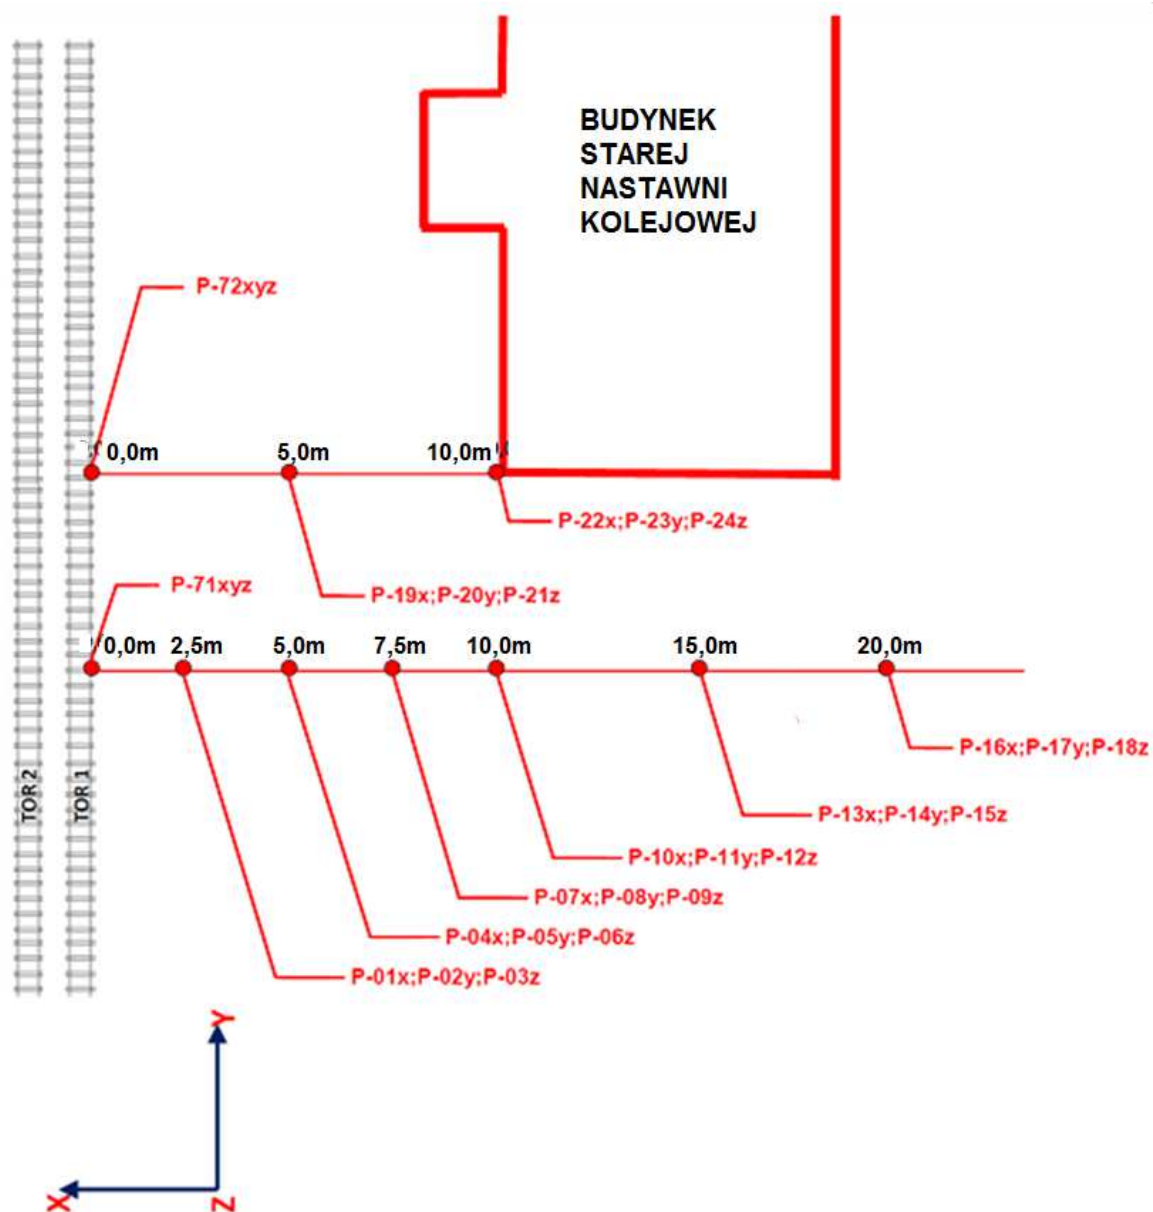 BUDYNEK
STAREJ
NASTAWNI
KOLEJOWEJ
P-72xyz
0,0m 5,0m 10,0m
P-22x;P-23y;P-24z
P-71xyz
P-19x;P-20y;P-21z
0,0m 2,5m 5,0m 7,5m 10,0m 15,0m 20,0m
P-16x;P-17y;P-18z
TOR 2
TOR 1
P-13x;P-14y;P-15z
P-10x;P-11y;P-12z
P-07x;P-08y;P-09z
P-04x;P-05y;P-06z
P-01x;P-02y;P-03z
Y
X
Z